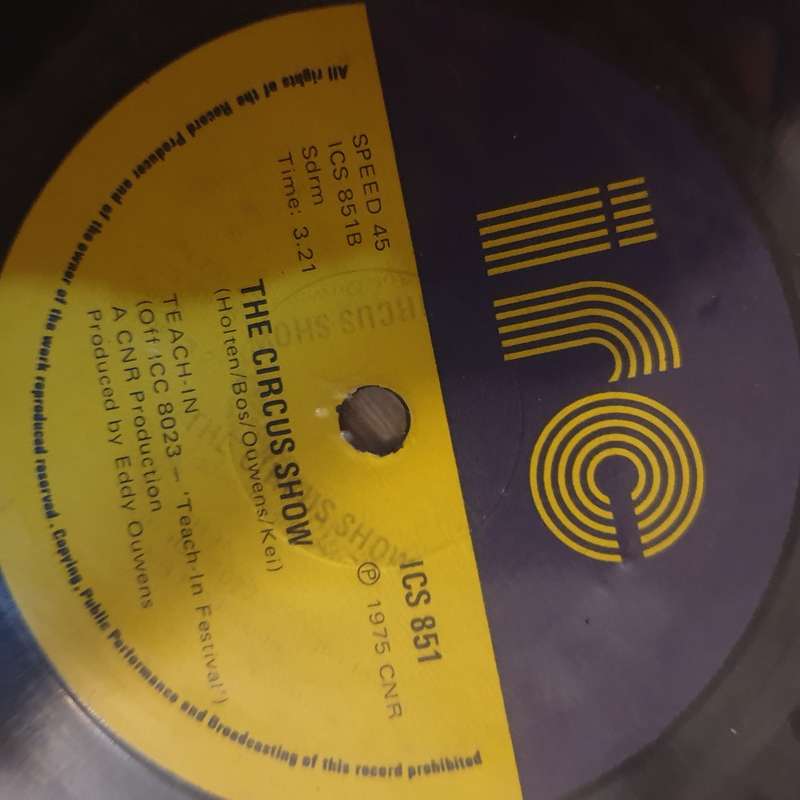 irc
SPEED 45
ICS 851B
Sdrm
Time: 3.21
ICS 851
℗ 1975 CNR
THE CIRCUS SHOW
(Holten/Bos/Ouwens/Kei)
TEACH-IN
(Off ICC 8023 – 'Teach-In Festival')
A CNR Production
Produced by Eddy Ouwens
All rights of the Record Producer and of the owner of the work reproduced reserved. Copying, Public Performance and Broadcasting of this record prohibited